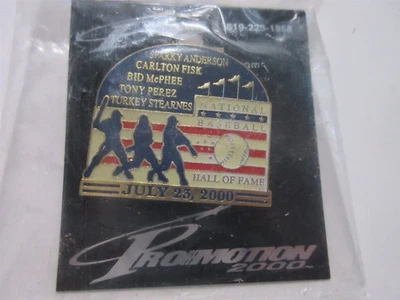 SPARKY ANDERSON
CARLTON FISK
BID McPHEE
TONY PEREZ
TURKEY STEARNES
NATIONAL
BASEBALL
HALL OF FAME
JULY 23, 2000
PROMOTION
2000